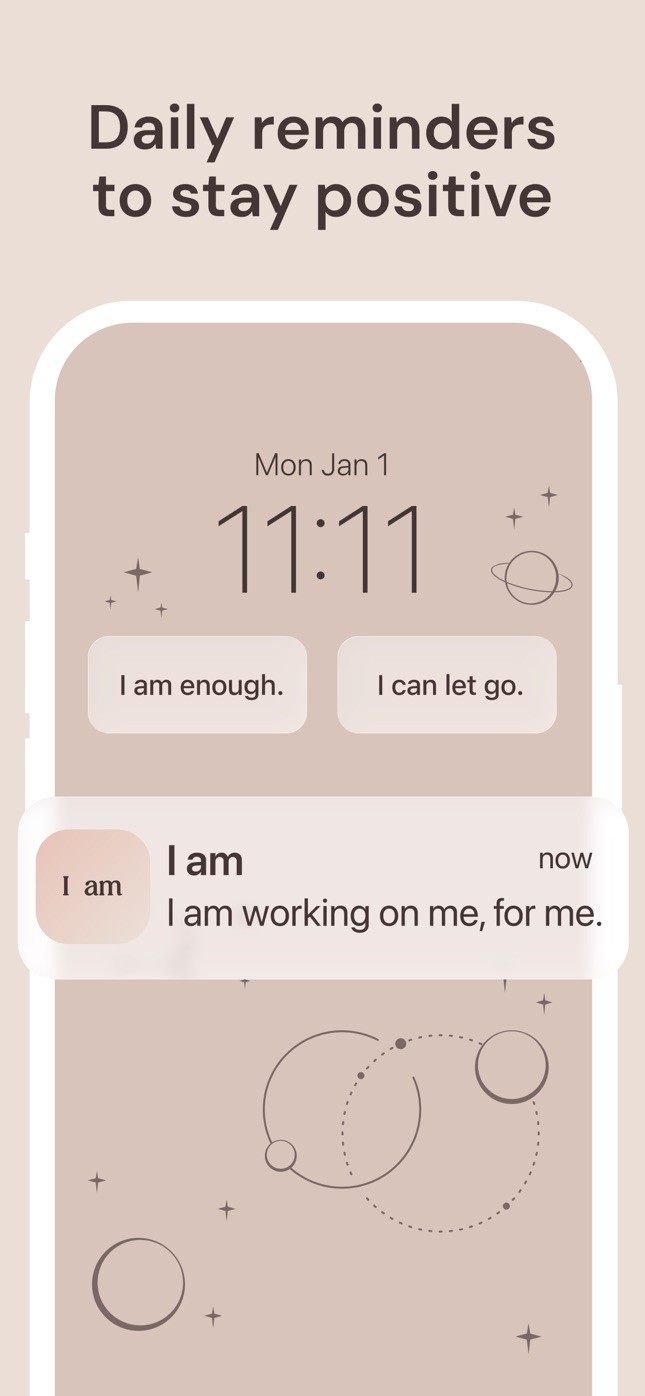 Daily reminders
to stay positive
Mon Jan 1
11:11
I am enough.
I can let go.
I am
I am
now
I am working on me, for me.